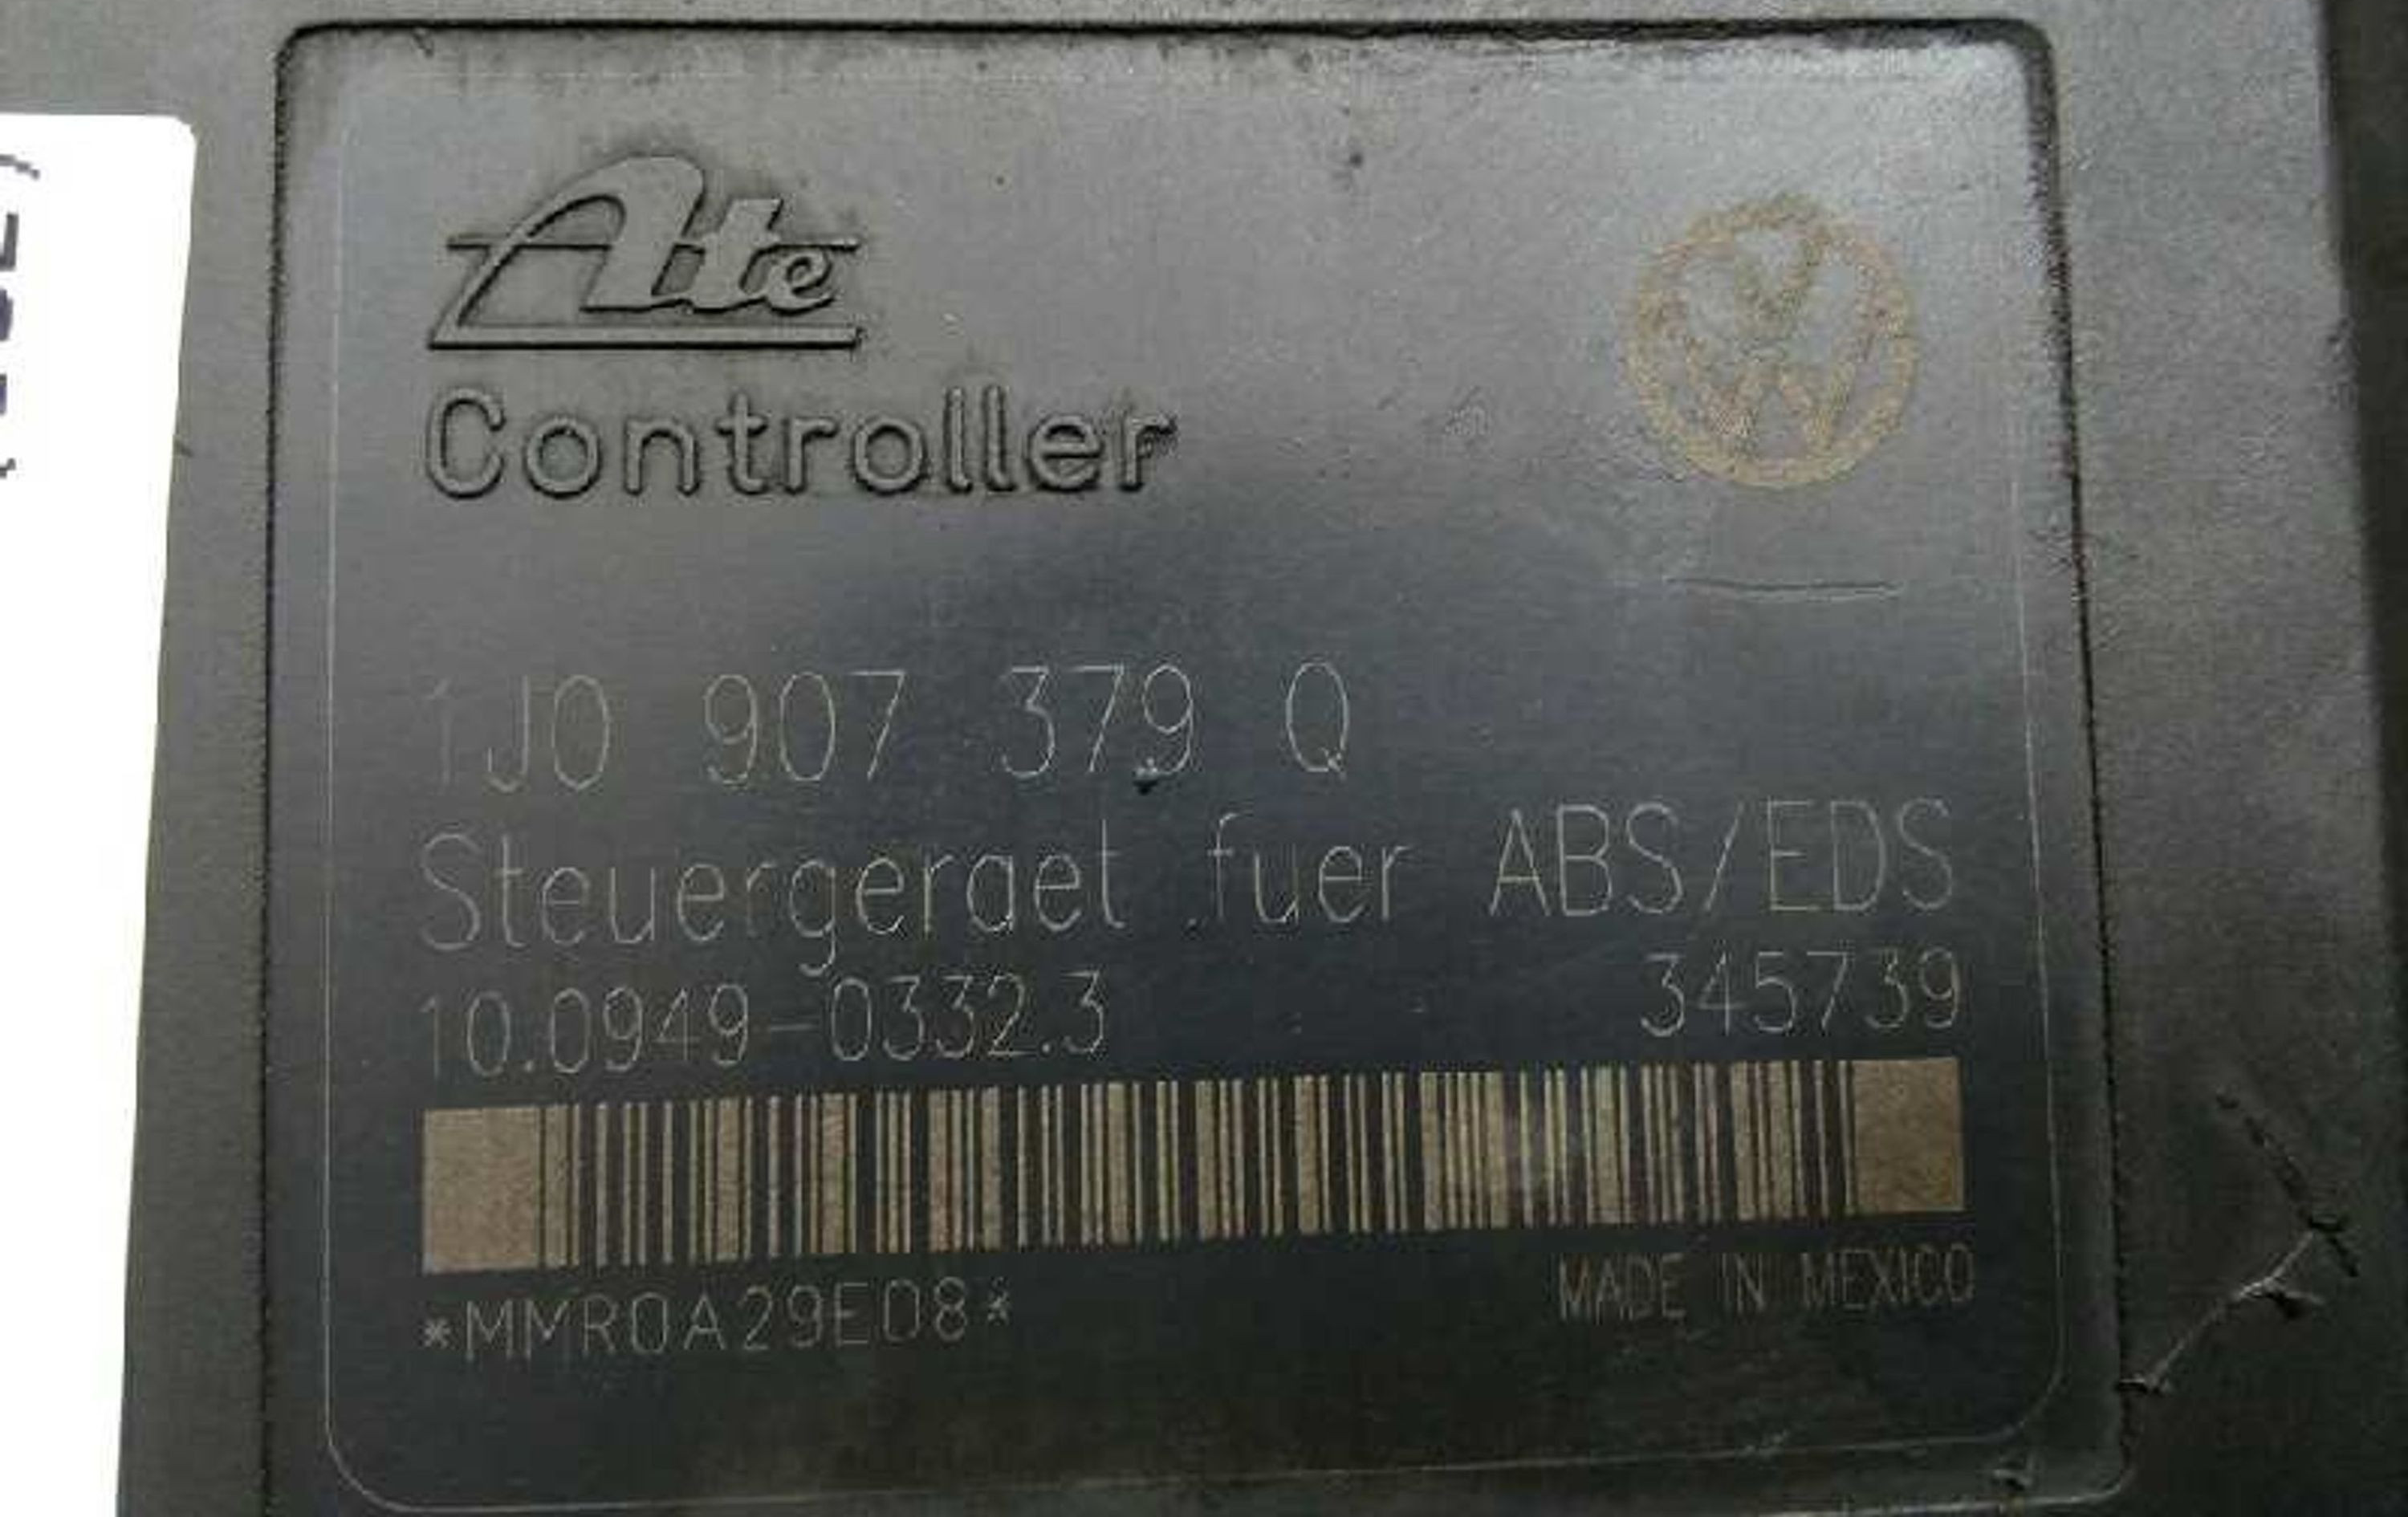 Ate
Controller
1J0 907 379 Q
Steuergeraet fuer ABS/EDS
10.0949-0332.3 345739
*MMR0A29E08*
MADE IN MEXICO